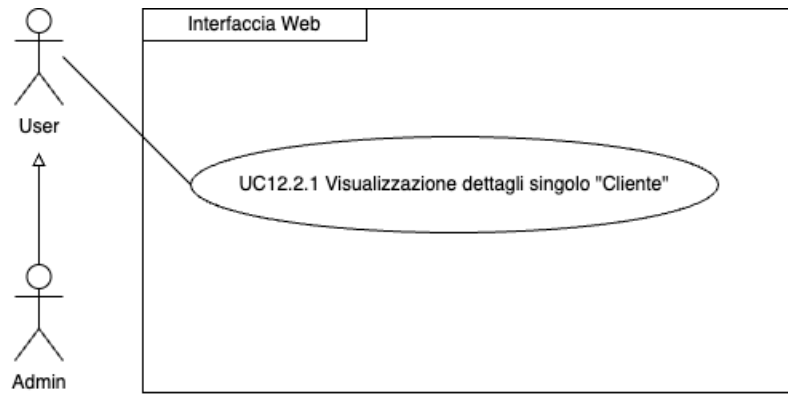 Interfaccia Web
User
UC12.2.1 Visualizzazione dettagli singolo "Cliente"
Admin